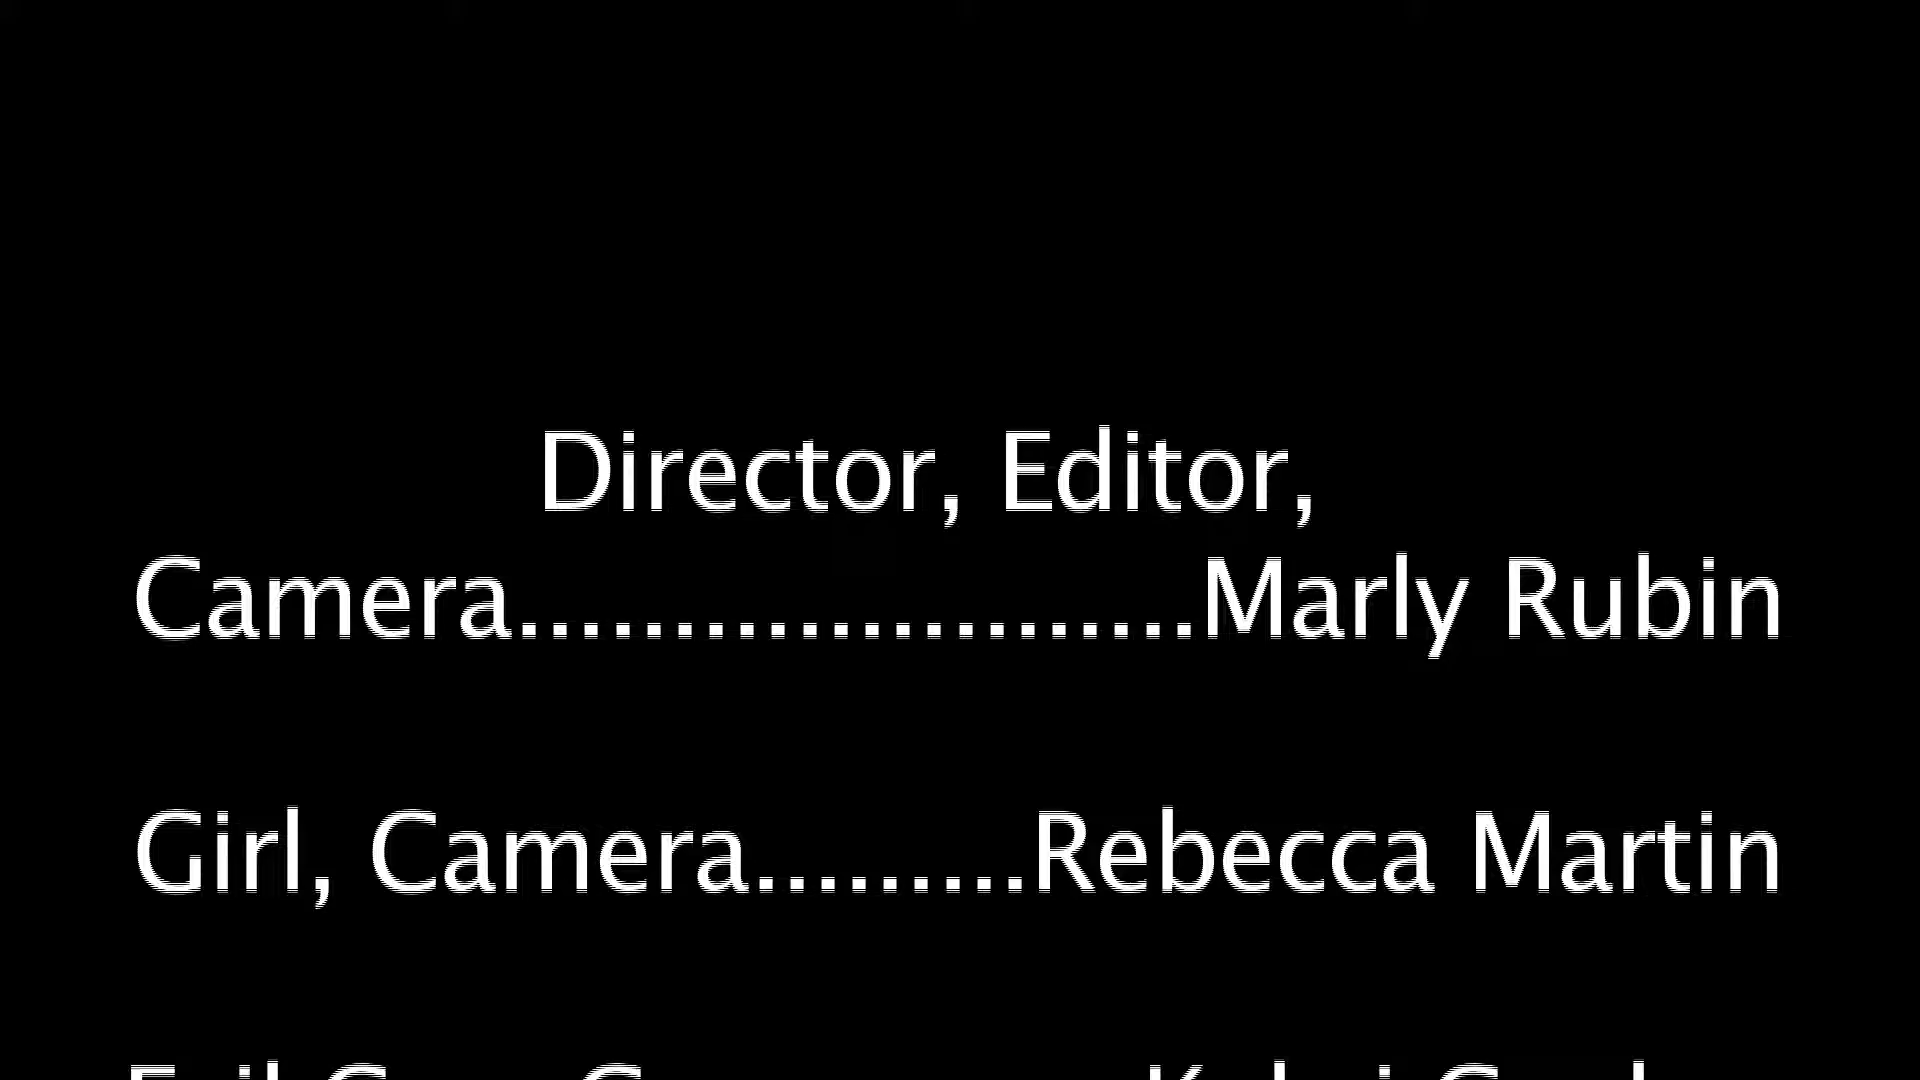 Director, Editor,
Camera......................Marly Rubin
Girl, Camera.........Rebecca Martin